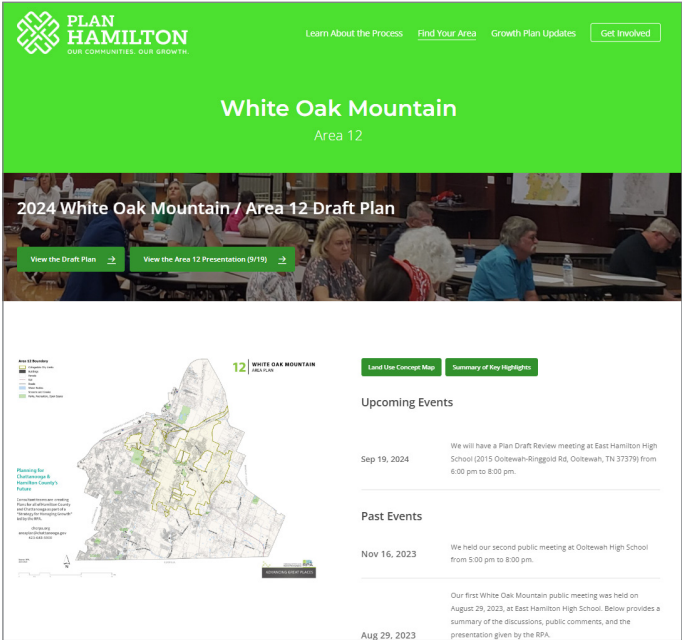 PLAN
HAMILTON
OUR COMMUNITIES. OUR GROWTH.
Learn About the Process
Find Your Area
Growth Plan Updates
Get Involved
White Oak Mountain
Area 12
2024 White Oak Mountain / Area 12 Draft Plan
View the Draft Plan →
View the Area 12 Presentation (9/19) →
12 WHITE OAK MOUNTAIN
AREA PLAN
Planning for
Chattanooga &
Hamilton County's
Future
Land Use Concept Map
Summary of Key Highlights
Upcoming Events
Sep 19, 2024
We will have a Plan Draft Review meeting at East Hamilton High
School (2015 Ooltewah-Ringgold Rd, Ooltewah, TN 37379) from
6:00 pm to 8:00 pm.
Past Events
Nov 16, 2023
We held our second public meeting at Ooltewah High School
from 5:00 pm to 8:00 pm.
Aug 29, 2023
Our first White Oak Mountain public meeting was held on
August 29, 2023, at East Hamilton High School. Below provides a
summary of the discussions, public comments, and the
presentation given by the RPA.